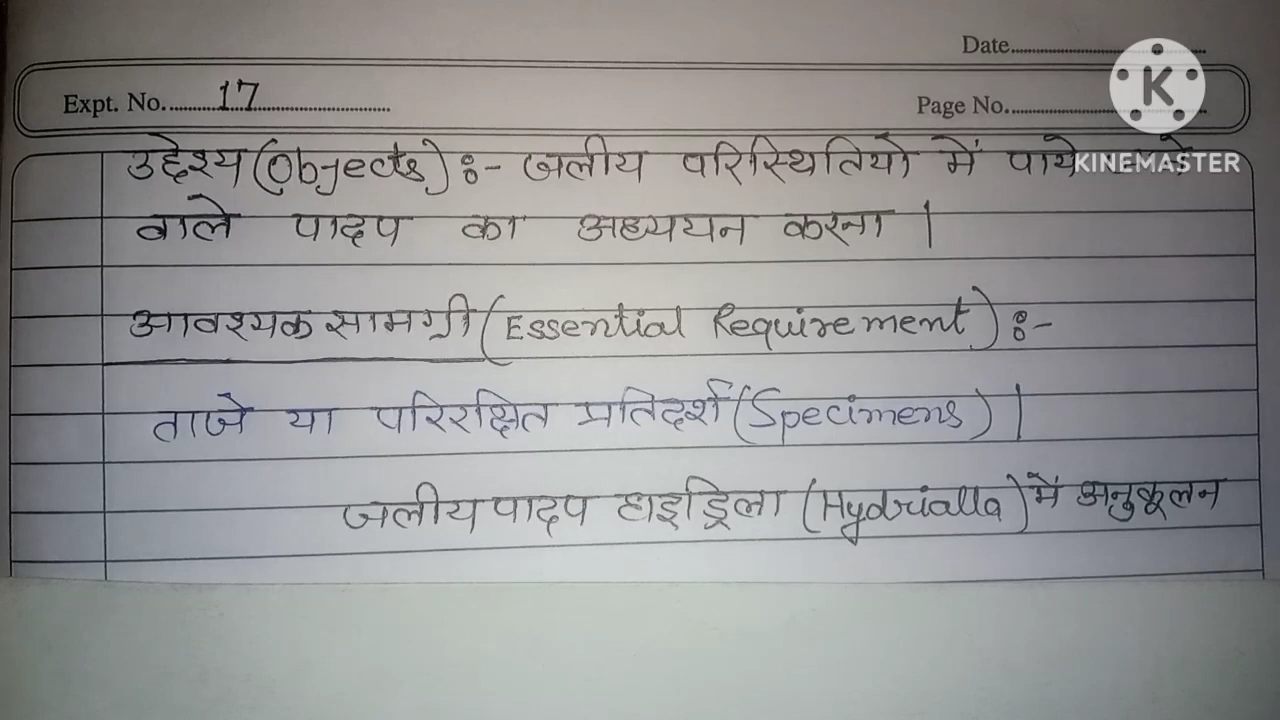 Date
Expt. No. 17
Page No.
KINEMASTER
उद्देश्य (Objects) :- जलीय परिस्थितियो में पाये
वाले पादप का अध्ययन करना |
आवश्यक सामग्री (Essential Requirement) :-
ताजे या परिरक्षित प्रतिदर्श (Specimens) |
जलीय पादप हाइड्रिला (Hydrialla) में अनुकूलन